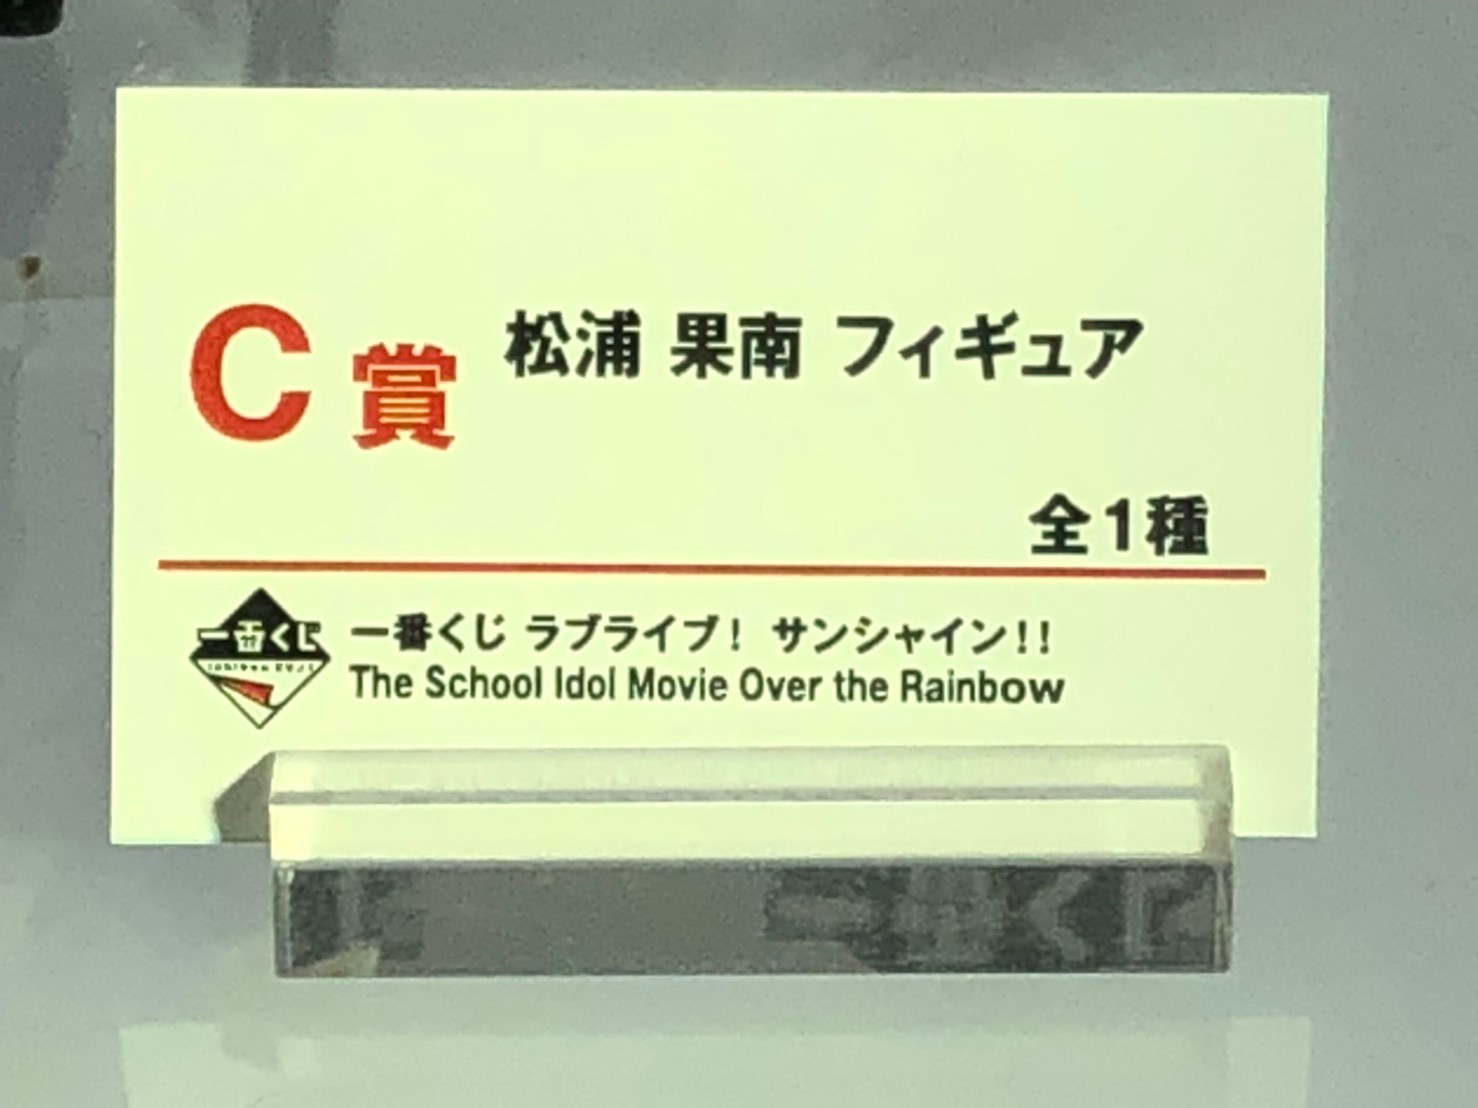 C賞 松浦 果南 フィギュア
全1種
一番くじ
一番くじ ラブライブ! サンシャイン!!
The School Idol Movie Over the Rainbow